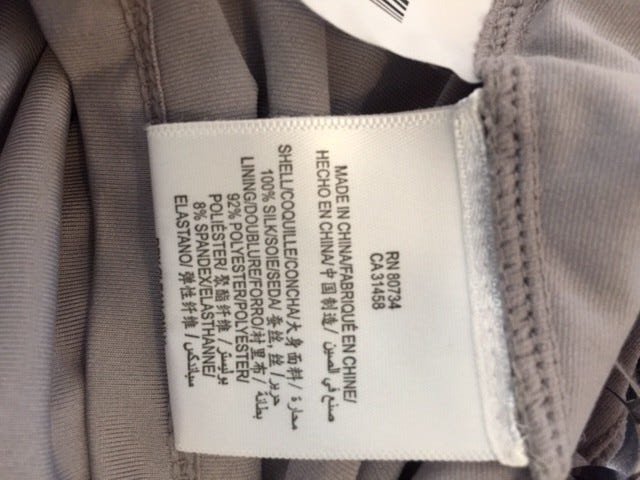 RN 80734
CA 31458
MADE IN CHINA/FABRIQUÉ EN CHINE/
HECHO EN CHINA/中国制造/ صنع في الصين
SHELL/COQUILLE/CONCHA/大身面料/ محارة/
100% SILK/SOIE/SEDA/ 蚕丝, 丝 / حرير
LINING/DOUBLURE/FORRO/衬里布/ بطانة/
92% POLYESTER/POLYESTER/
POLIÉSTER/ 聚酯纤维 / بوليستر/
8% SPANDEX/ELASTHANNE/
ELASTANO/ 弹性纤维 / سباندكس